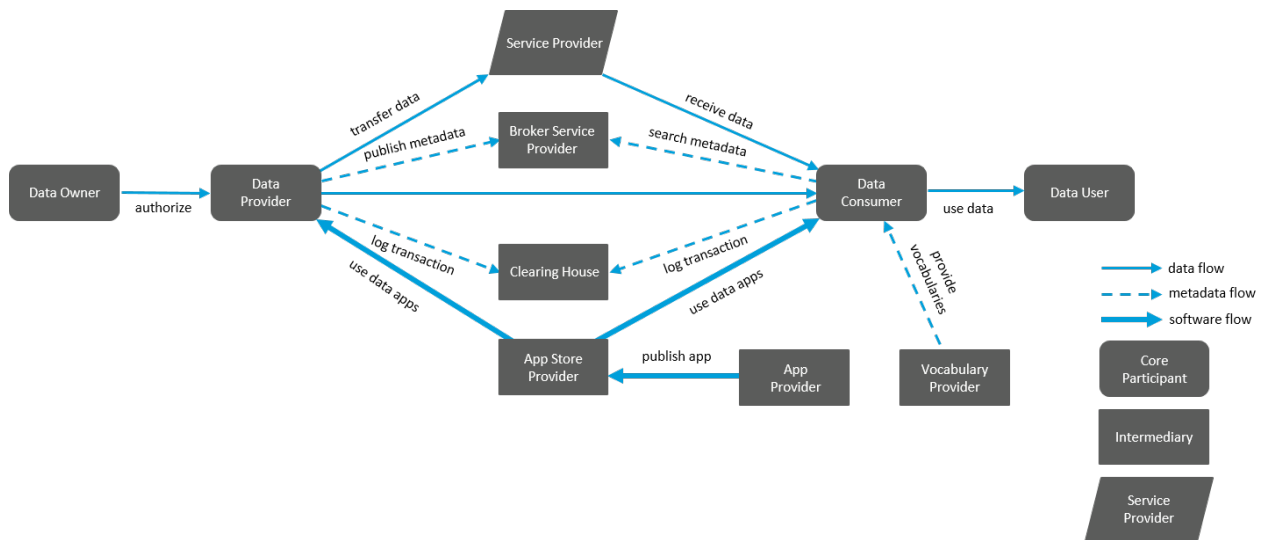 Service Provider
transfer data
receive data
publish metadata
Broker Service
Provider
search metadata
Data Owner
authorize
Data
Provider
Data
Consumer
use data
Data User
log transaction
Clearing House
log transaction
use data apps
use data apps
provide
vocabularies
App Store
Provider
publish app
App
Provider
Vocabulary
Provider
data flow
metadata flow
software flow
Core
Participant
Intermediary
Service
Provider